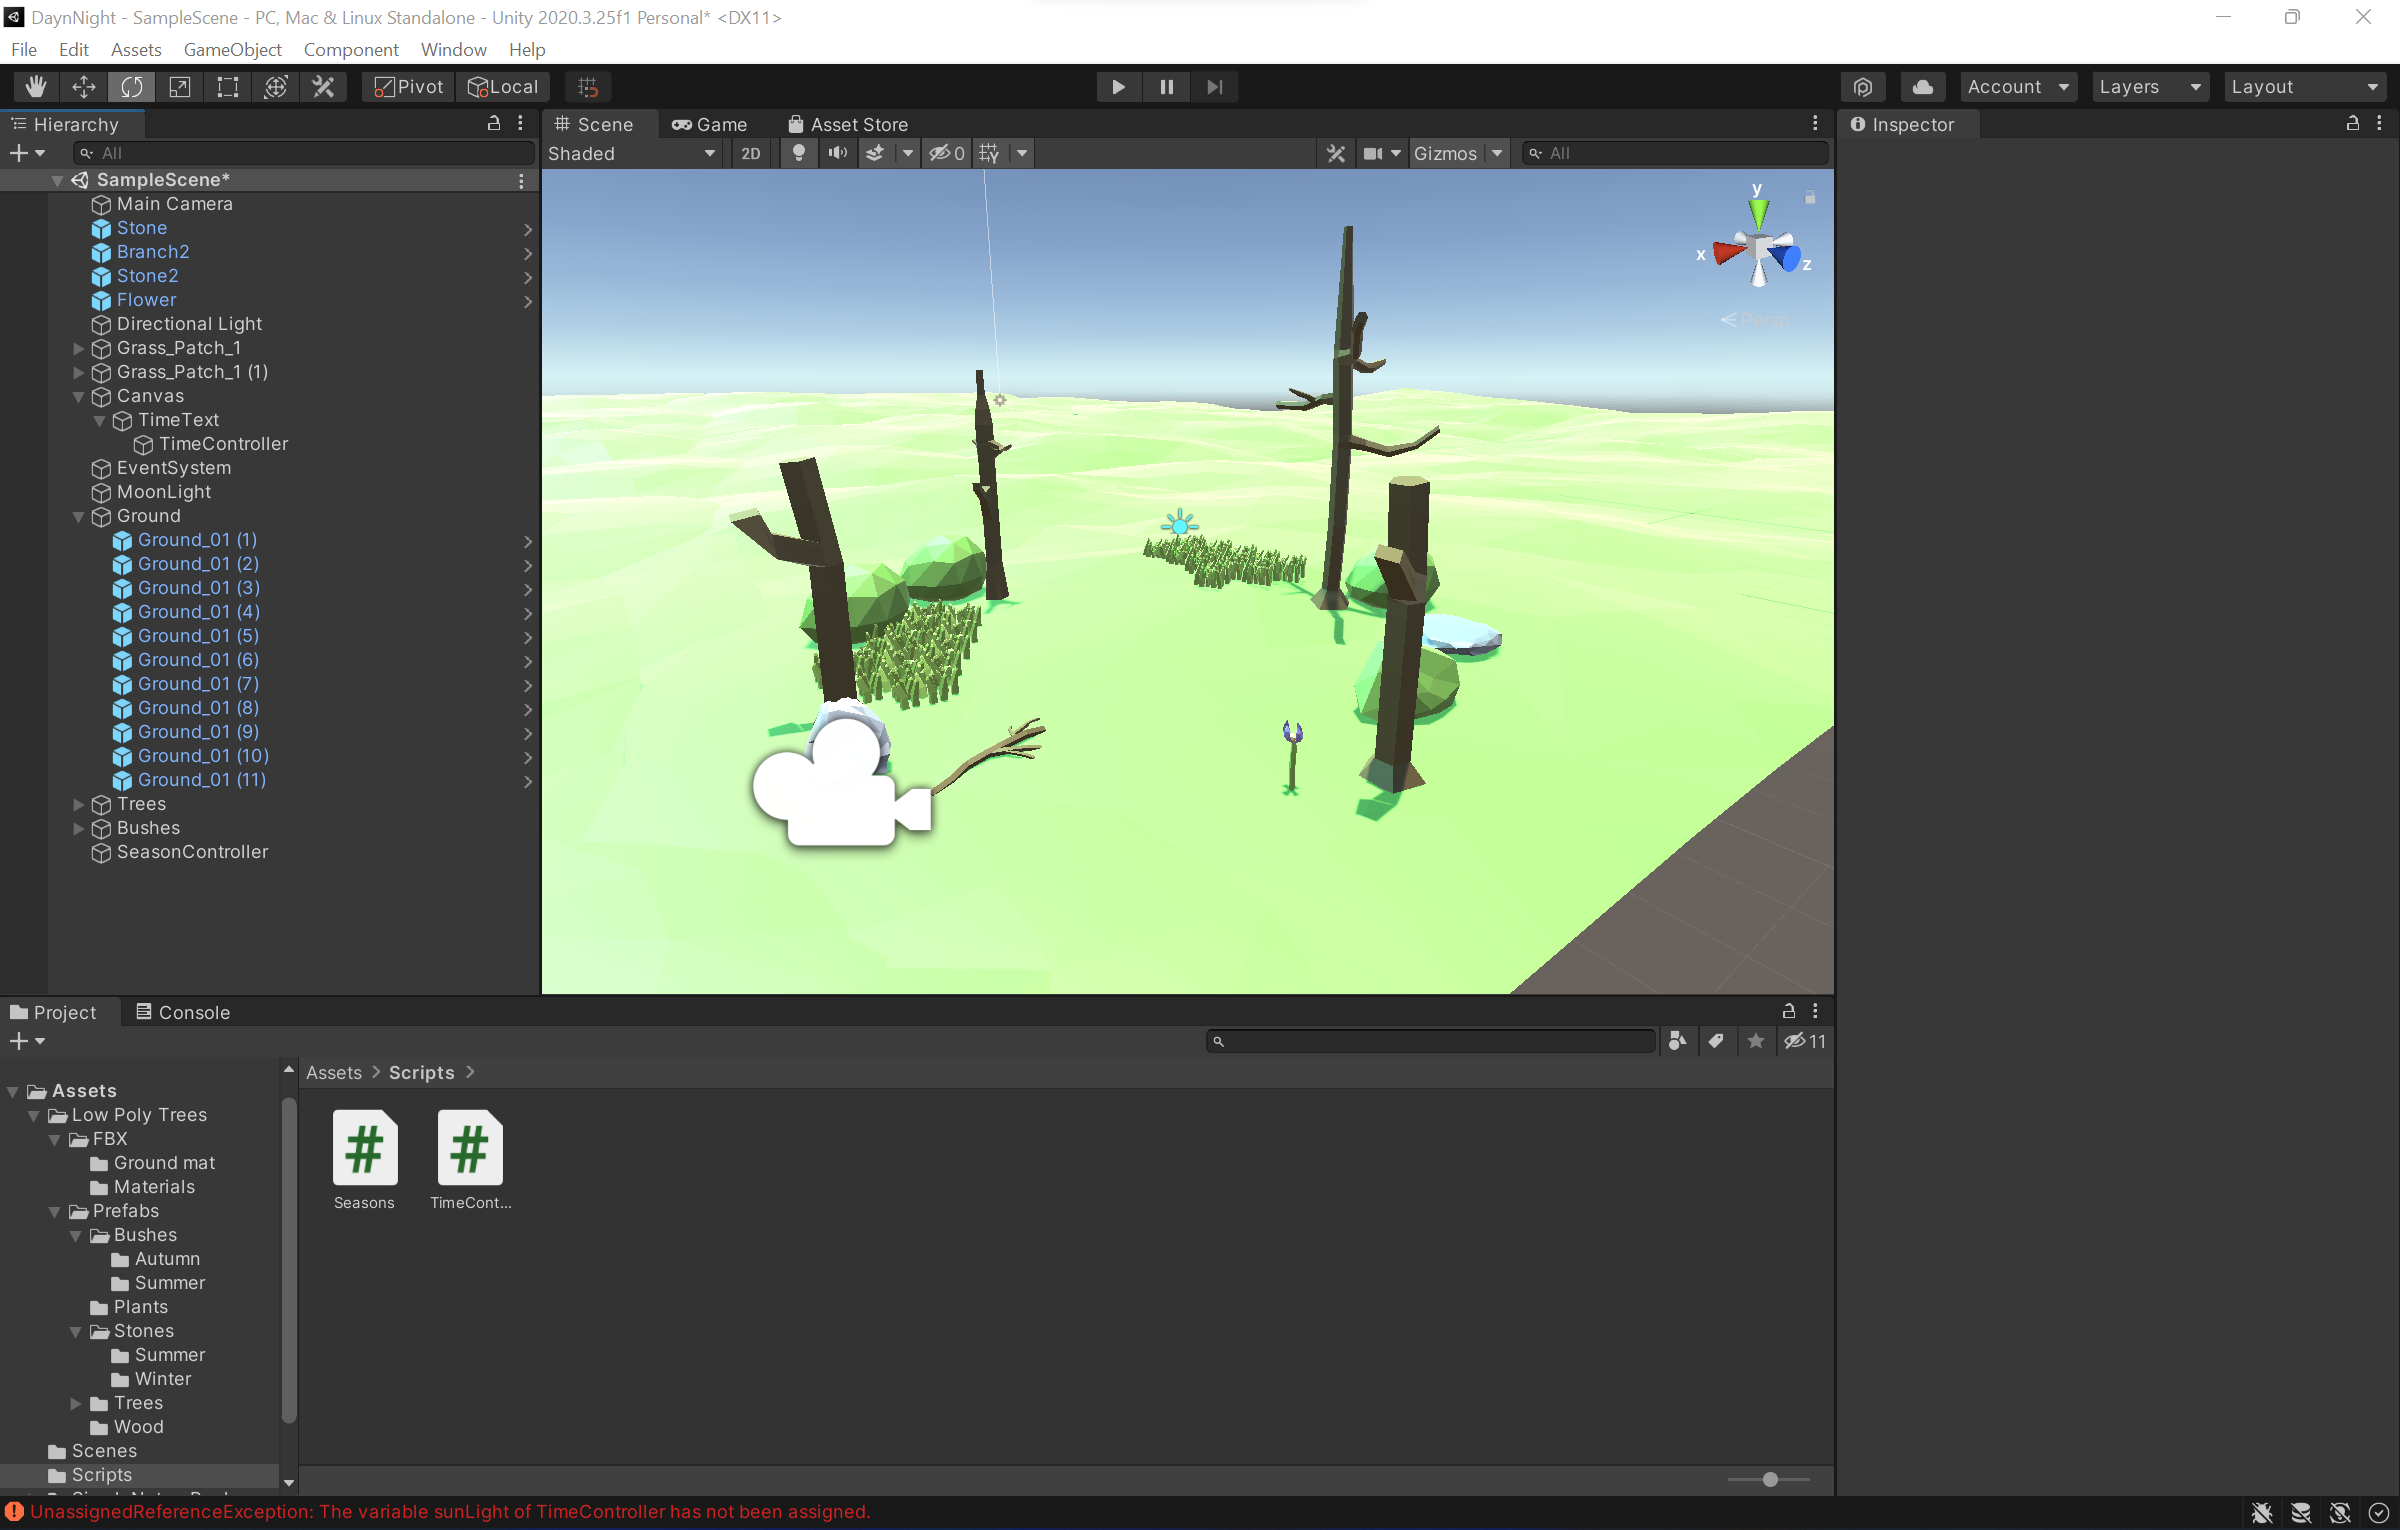 DaynNight - SampleScene - PC, Mac & Linux Standalone - Unity 2020.3.25f1 Personal* <DX11>
File Edit Assets GameObject Component Window Help
Pivot Local Account Layers Layout
Hierarchy
All
SampleScene*
Main Camera
Stone
Branch2
Stone2
Flower
Directional Light
Grass_Patch_1
Grass_Patch_1 (1)
Canvas
TimeText
TimeController
EventSystem
MoonLight
Ground
Ground_01 (1)
Ground_01 (2)
Ground_01 (3)
Ground_01 (4)
Ground_01 (5)
Ground_01 (6)
Ground_01 (7)
Ground_01 (8)
Ground_01 (9)
Ground_01 (10)
Ground_01 (11)
Trees
Bushes
SeasonController
Scene Game Asset Store
Shaded 2D 0 Gizmos All
y
x
z
Persp
Inspector
Project Console
11
Assets
Low Poly Trees
FBX
Ground mat
Materials
Prefabs
Bushes
Autumn
Summer
Plants
Stones
Summer
Winter
Trees
Wood
Scenes
Scripts
Assets > Scripts >
# #
Seasons TimeCont...
UnassignedReferenceException: The variable sunLight of TimeController has not been assigned.